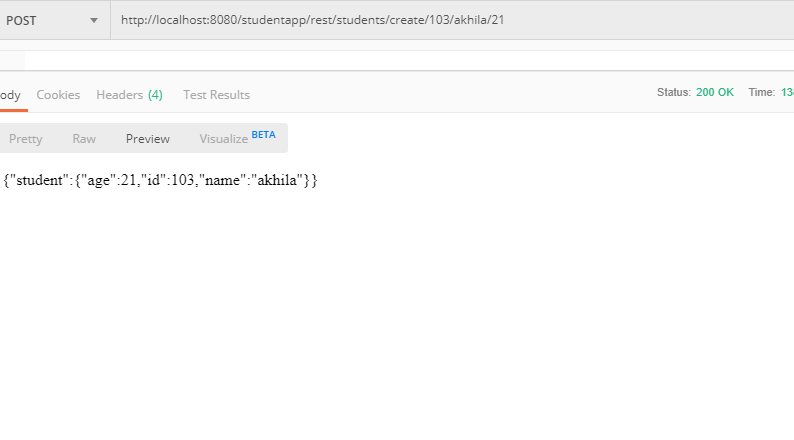 POST http://localhost:8080/studentapp/rest/students/create/103/akhila/21
ody Cookies Headers (4) Test Results Status: 200 OK Time: 13
Pretty Raw Preview Visualize BETA
{"student":{"age":21,"id":103,"name":"akhila"}}